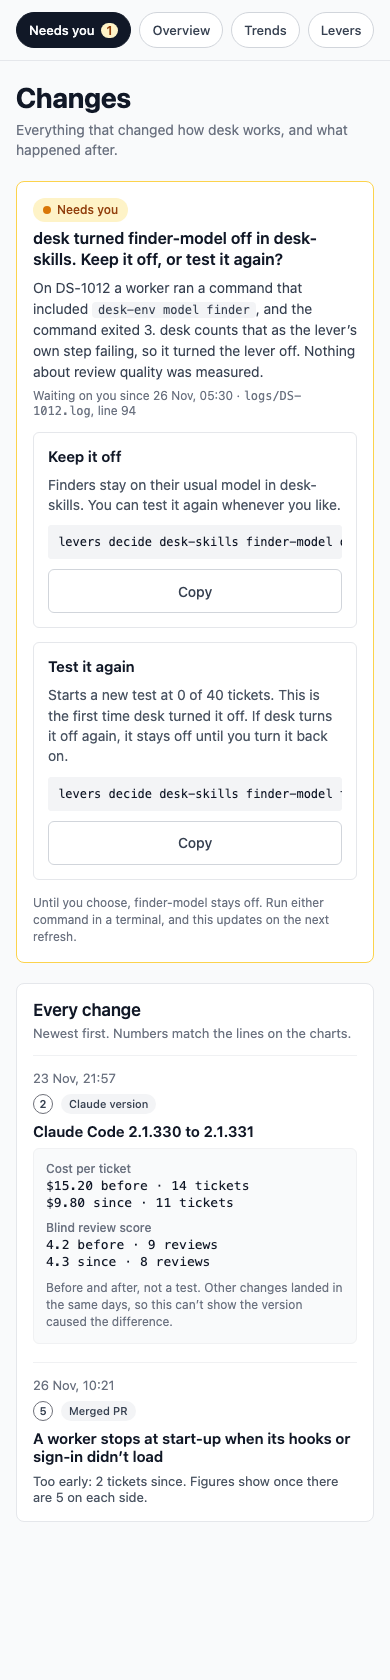 Needs you 1
Overview
Trends
Levers
Changes
Everything that changed how desk works, and what
happened after.
Needs you
desk turned finder-model off in desk-
skills. Keep it off, or test it again?
On DS-1012 a worker ran a command that
included desk-env model finder, and the
command exited 3. desk counts that as the lever's
own step failing, so it turned the lever off. Nothing
about review quality was measured.
Waiting on you since 26 Nov, 05:30 · logs/DS-
1012.log, line 94
Keep it off
Finders stay on their usual model in desk-
skills. You can test it again whenever you like.
levers decide desk-skills finder-model
Copy
Test it again
Starts a new test at 0 of 40 tickets. This is
the first time desk turned it off. If desk turns
it off again, it stays off until you turn it back
on.
levers decide desk-skills finder-model
Copy
Until you choose, finder-model stays off. Run either
command in a terminal, and this updates on the next
refresh.
Every change
Newest first. Numbers match the lines on the charts.
23 Nov, 21:57
2 Claude version
Claude Code 2.1.330 to 2.1.331
Cost per ticket
$15.20 before · 14 tickets
$9.80 since · 11 tickets
Blind review score
4.2 before · 9 reviews
4.3 since · 8 reviews
Before and after, not a test. Other changes landed in
the same days, so this can't show the version
caused the difference.
26 Nov, 10:21
5 Merged PR
A worker stops at start-up when its hooks or
sign-in didn't load
Too early: 2 tickets since. Figures show once there
are 5 on each side.